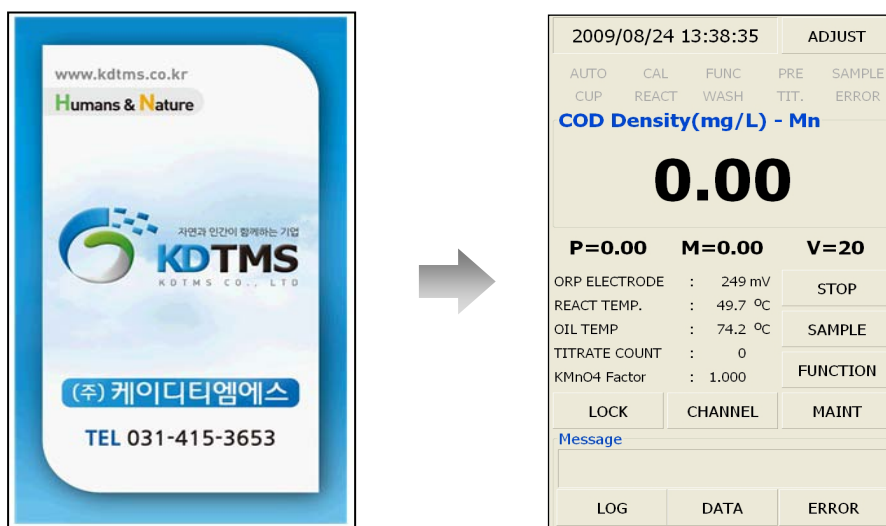 www.kdtms.co.kr
Humans & Nature
자연과 인간이 함께하는 기업
KDTMS
KDTMS CO., LTD
(주)케이디티엠에스
TEL 031-415-3653
2009/08/24 13:38:35 ADJUST
AUTO CAL FUNC PRE SAMPLE
CUP REACT WASH TIT. ERROR
COD Density(mg/L) - Mn
0.00
P=0.00 M=0.00 V=20
ORP ELECTRODE : 249 mV
REACT TEMP. : 49.7 ºC
OIL TEMP : 74.2 ºC
TITRATE COUNT : 0
KMnO4 Factor : 1.000
STOP
SAMPLE
FUNCTION
LOCK CHANNEL MAINT
Message
LOG DATA ERROR